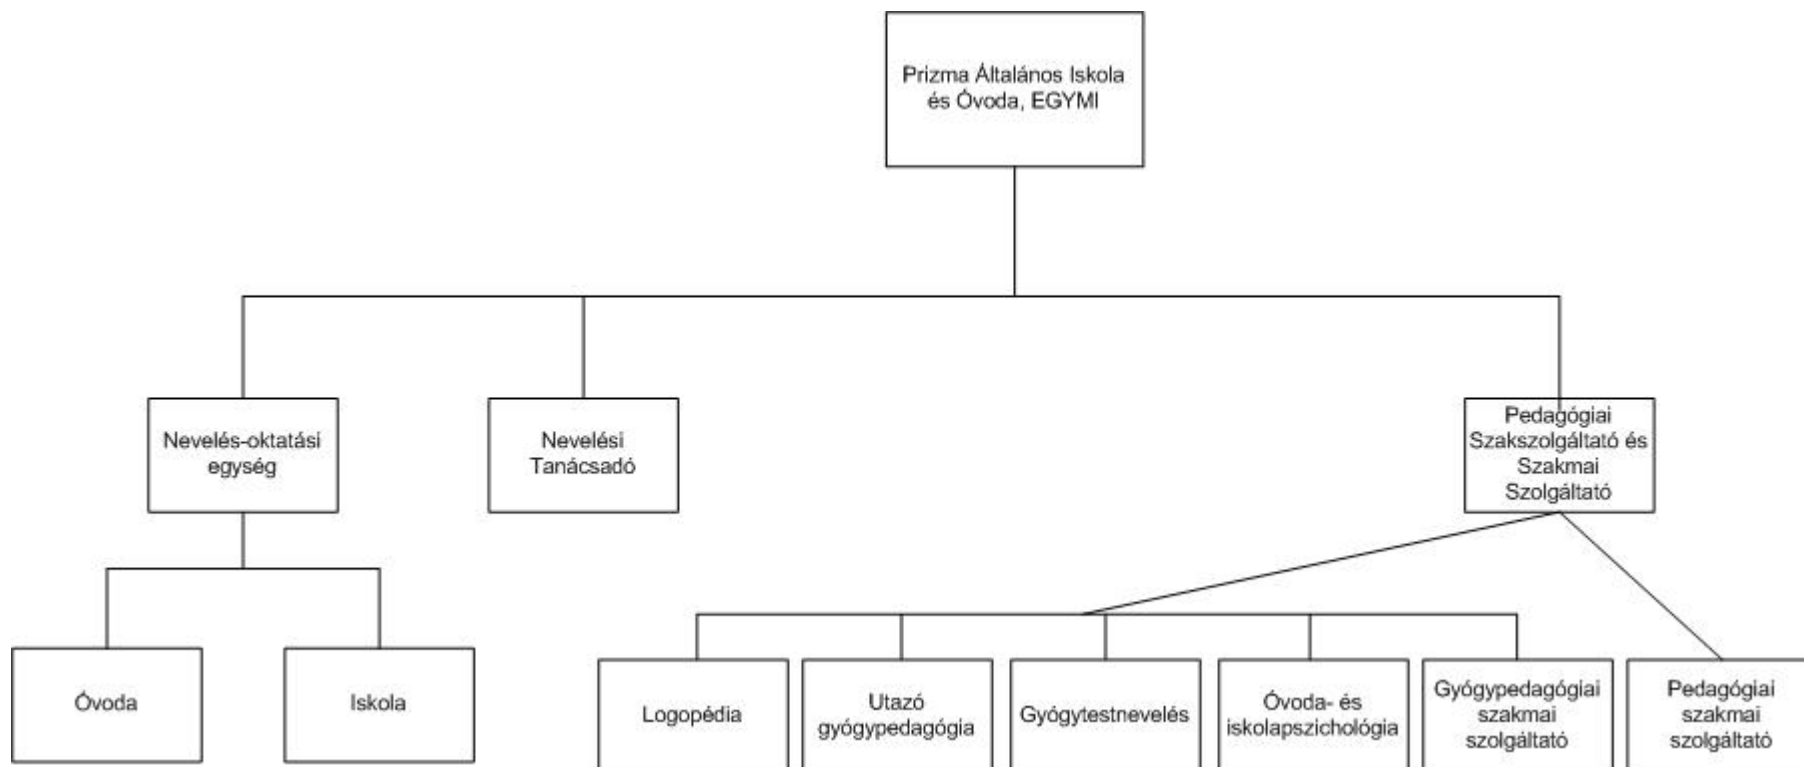 Prizma Általános Iskola
és Óvoda, EGYMI
Nevelés-oktatási
egység
Nevelési
Tanácsadó
Pedagógiai
Szakszolgáltató és
Szakmai
Szolgáltató
Óvoda
Iskola
Logopédia
Utazó
gyógypedagógia
Gyógytestnevelés
Óvoda- és
iskolapszichológia
Gyógypedagógiai
szakmai
szolgáltató
Pedagógiai
szakmai
szolgáltató